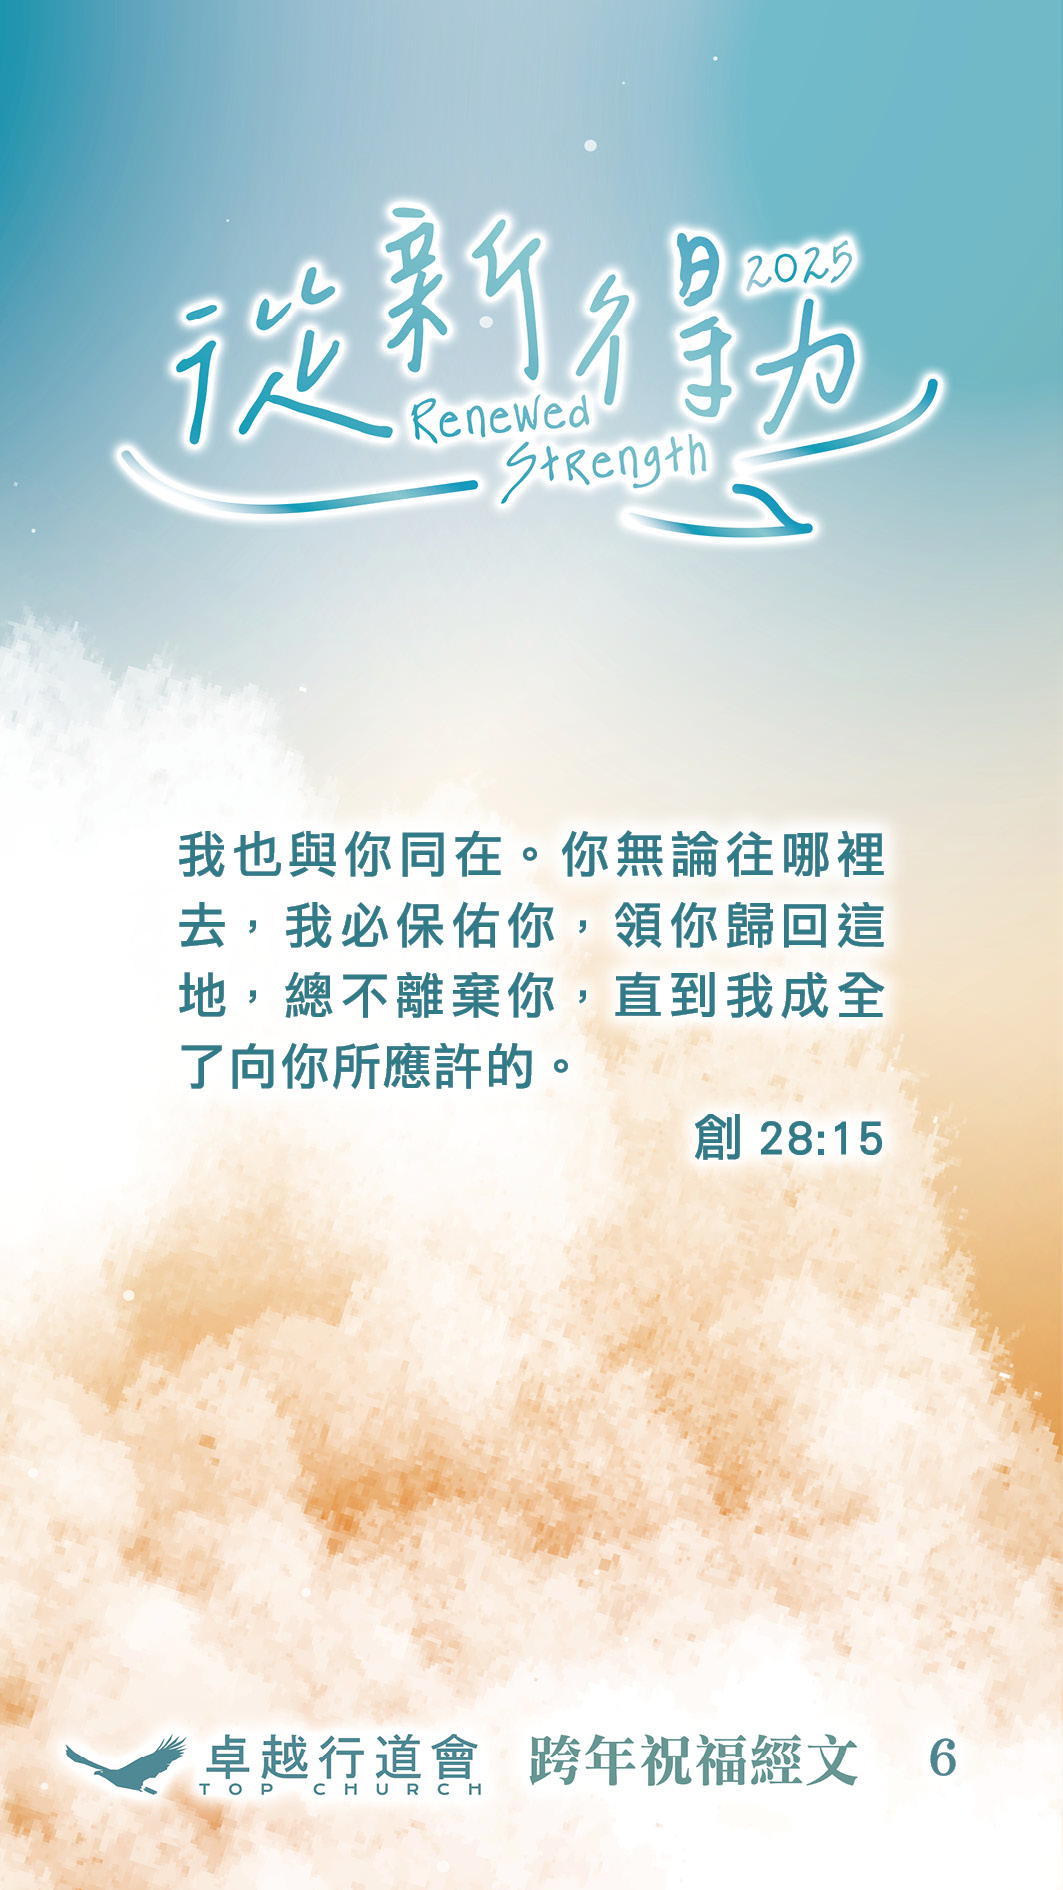 從新得力 2025
Renewed
Strength
我也與你同在。你無論往哪裡
去，我必保佑你，領你歸回這
地，總不離棄你，直到我成全
了向你所應許的。
創 28:15
卓越行道會 跨年祝福經文 6
TOP CHURCH